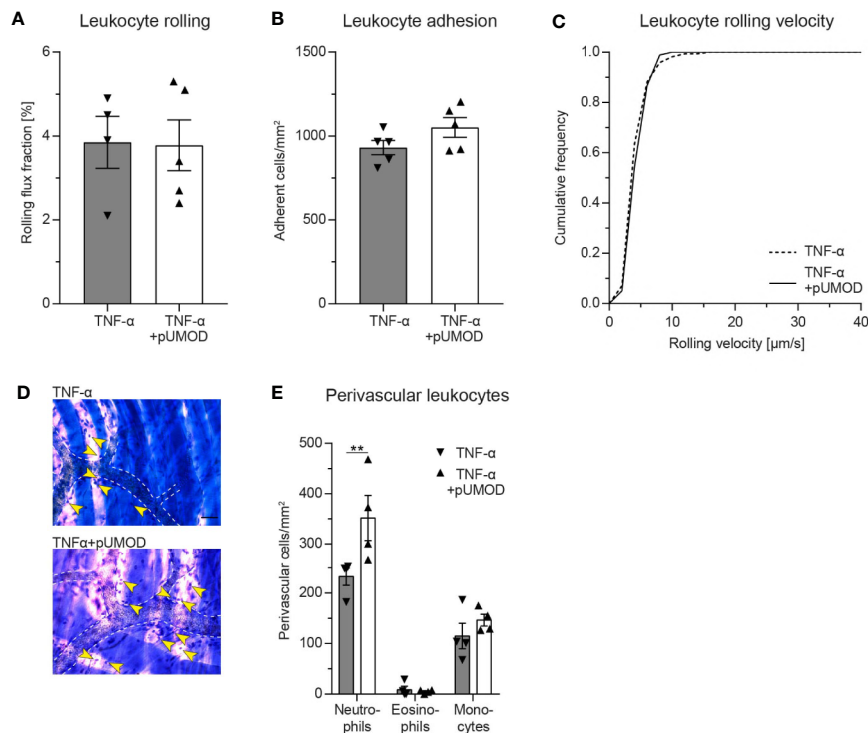 A
Leukocyte rolling
Rolling flux fraction [%]
6
4
2
0
TNF-α
TNF-α
+pUMOD
B
Leukocyte adhesion
Adherent cells/mm²
1500
1000
500
0
TNF-α
TNF-α
+pUMOD
C
Leukocyte rolling velocity
Cumulative frequency
1.0
0.8
0.6
0.4
0.2
0.0
TNF-α
TNF-α
+pUMOD
0 10 20 30 40
Rolling velocity [µm/s]
D
TNF-α
TNFα+pUMOD
E
Perivascular leukocytes
Perivascular cells/mm²
500
400
300
200
100
0
**
TNF-α
TNF-α
+pUMOD
Neutro- Eosino- Mono-
phils phils cytes